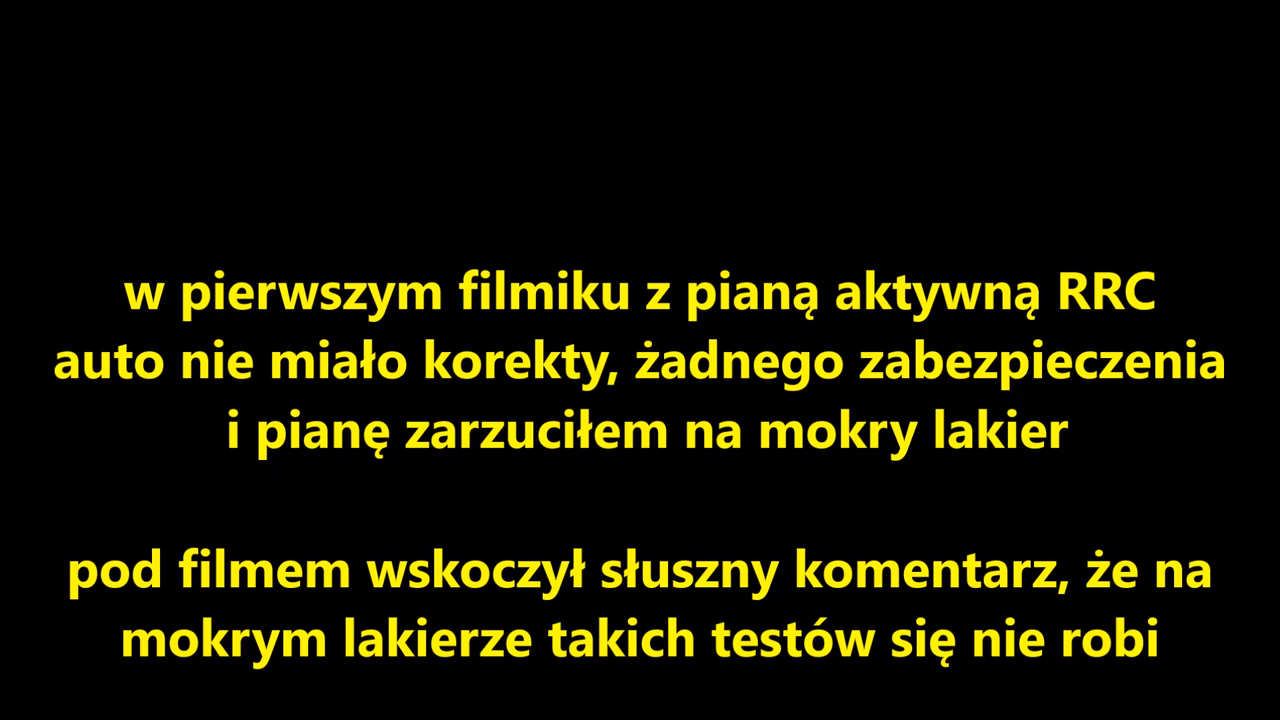 w pierwszym filmiku z pianą aktywną RRC
auto nie miało korekty, żadnego zabezpieczenia
i pianę zarzuciłem na mokry lakier
pod filmem wskoczył słuszny komentarz, że na
mokrym lakierze takich testów się nie robi